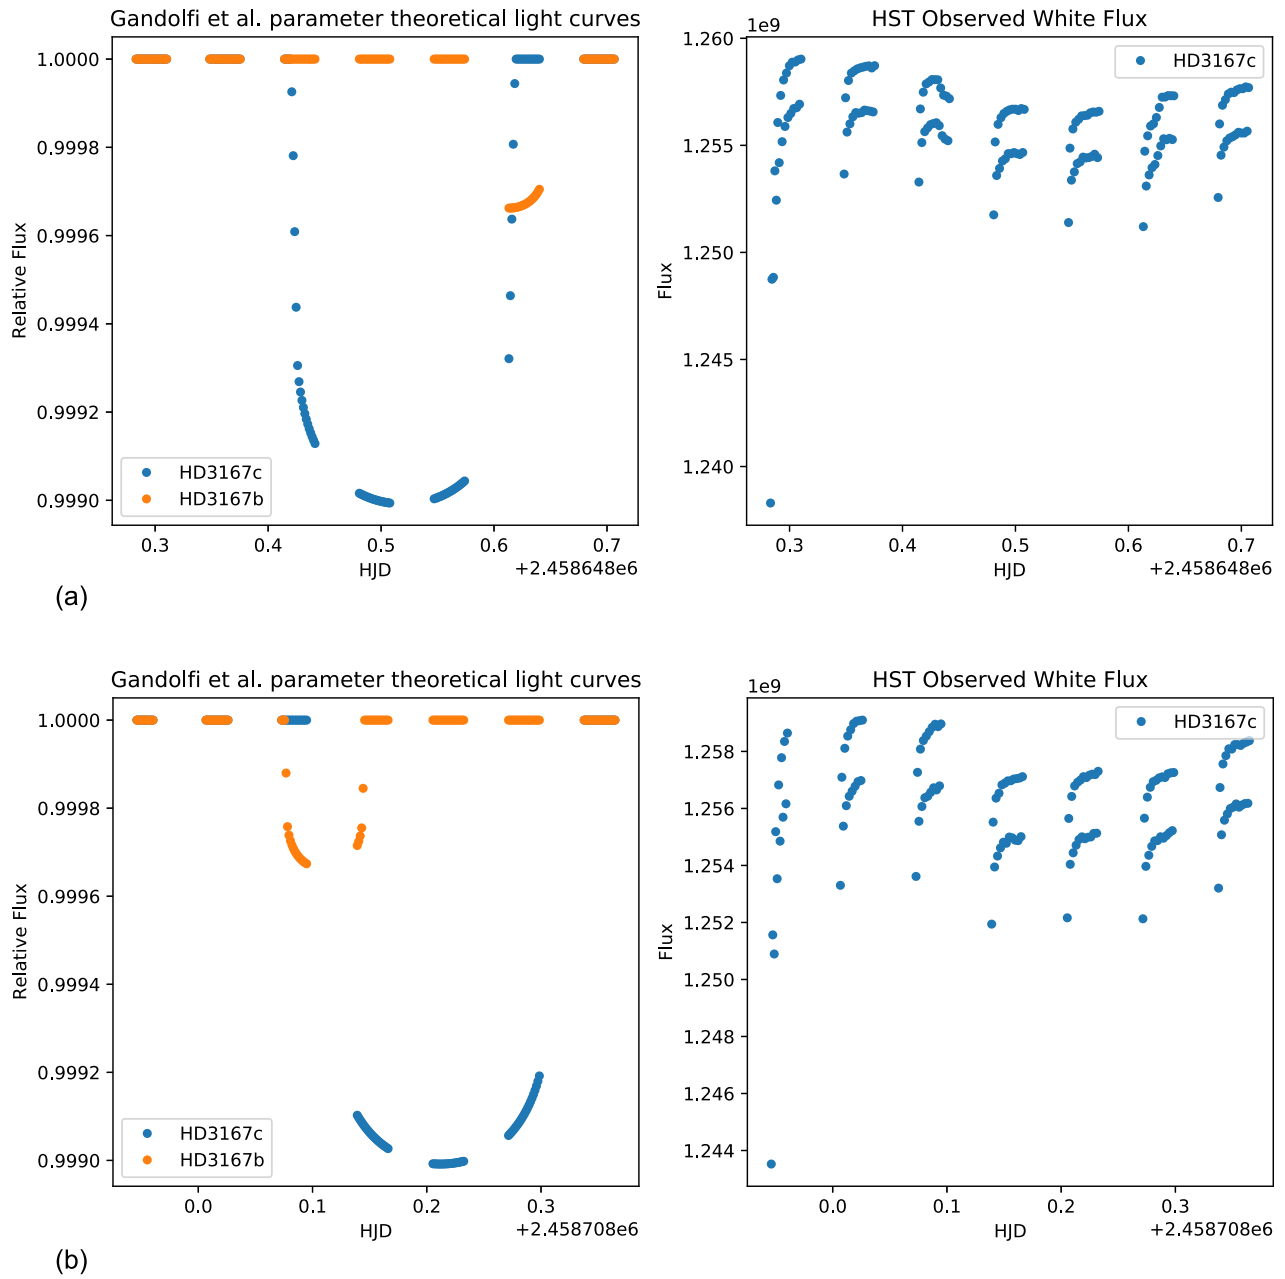 Gandolfi et al. parameter theoretical light curves
Relative Flux
1.0000
0.9998
0.9996
0.9994
0.9992
0.9990
HD3167c
HD3167b
0.3 0.4 0.5 0.6 0.7
HJD
+2.458648e6
HST Observed White Flux
1e9
Flux
1.260
1.255
1.250
1.245
1.240
HD3167c
0.3 0.4 0.5 0.6 0.7
HJD
+2.458648e6
(a)
Gandolfi et al. parameter theoretical light curves
Relative Flux
1.0000
0.9998
0.9996
0.9994
0.9992
0.9990
HD3167c
HD3167b
0.0 0.1 0.2 0.3
HJD
+2.458708e6
HST Observed White Flux
1e9
Flux
1.258
1.256
1.254
1.252
1.250
1.248
1.246
1.244
HD3167c
0.0 0.1 0.2 0.3
HJD
+2.458708e6
(b)